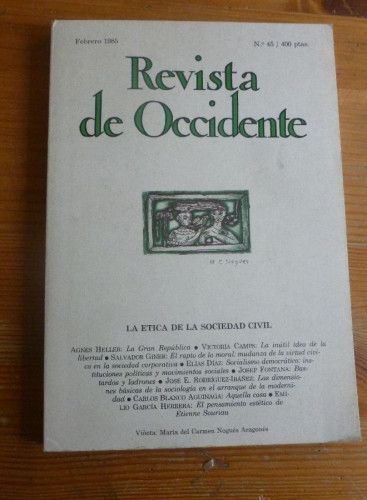 Febrero 1985 N.º 45 / 400 ptas.
Revista
de Occidente
M C Nogués
LA ETICA DE LA SOCIEDAD CIVIL
AGNES HELLER: La Gran República ● VICTORIA CAMPS: La inútil idea de la
libertad ● SALVADOR GINER: El rapto de la moral: mudanza de la virtud cívi-
ca en la sociedad corporativa ● ELÍAS DÍAZ: Socialismo democrático: ins-
tituciones políticas y movimientos sociales ● JOSEP FONTANA: Bas-
tardos y ladrones ● JOSÉ E. RODRÍGUEZ-IBÁÑEZ: Las dimensio-
nes básicas de la sociología en el arranque de la moderni-
dad ● CARLOS BLANCO AGUINAGA: Aquella casa ● EMI-
LIO GARCÍA HERRERA: El pensamiento estético de
Etienne Souriau
Viñeta: María del Carmen Nogués Aragonés